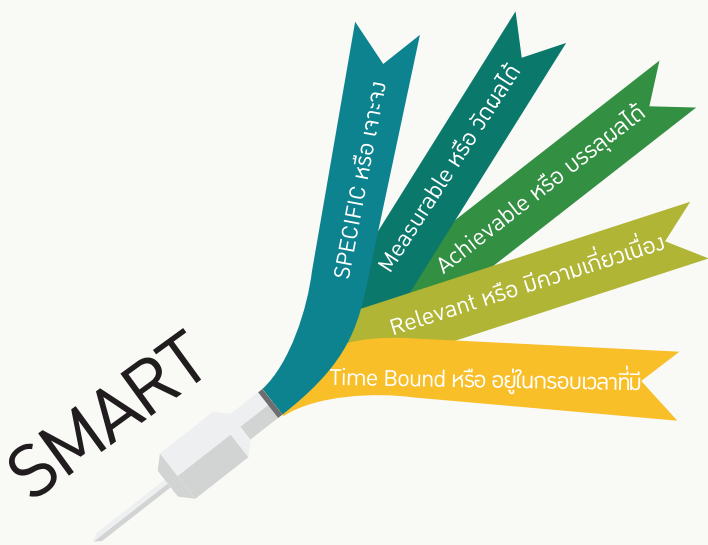 SMART
SPECIFIC หรือ เจาะจง
Measurable หรือ วัดผลได้
Achievable หรือ บรรลุผลได้
Relevant หรือ มีความเกี่ยวเนื่อง
Time Bound หรือ อยู่ในกรอบเวลาที่มี